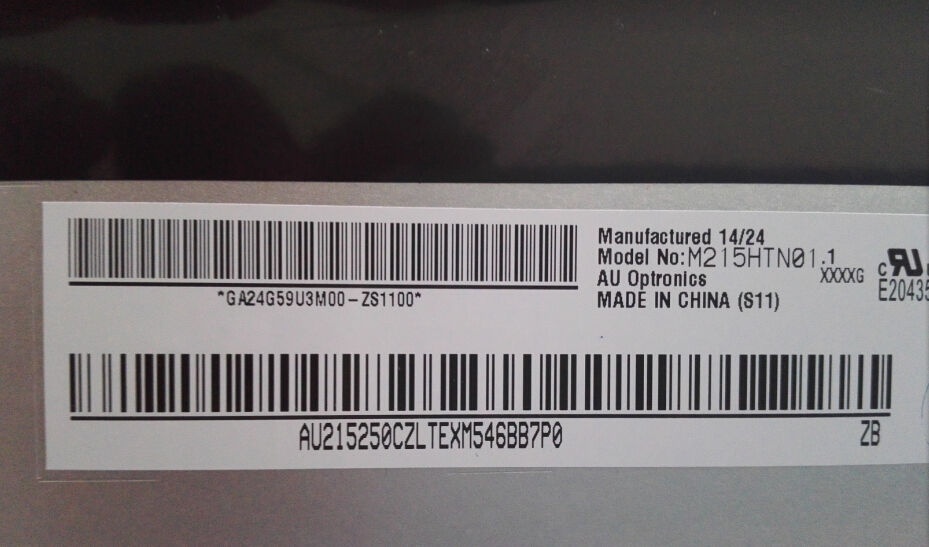 Manufactured 14/24
Model No:M215HTN01.1
XXXXG
AU Optronics
MADE IN CHINA (S11)
*GA24G59U3M00-ZS1100*
c RU
E20435
AU215250CZLTEXM546BB7P0
ZB